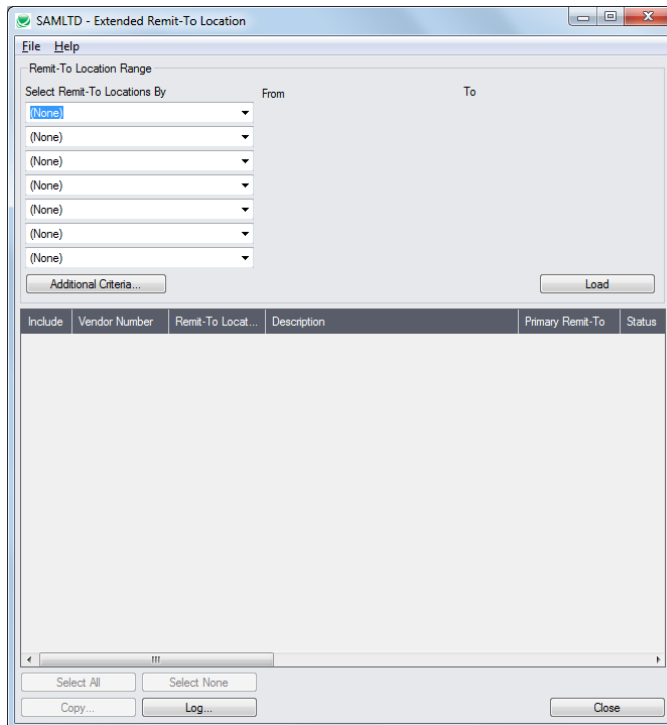 SAMLTD - Extended Remit-To Location
File Help
Remit-To Location Range
Select Remit-To Locations By From To
(None)
(None)
(None)
(None)
(None)
(None)
(None)
Additional Criteria... Load
Include Vendor Number Remit-To Locat... Description Primary Remit-To Status
Select All Select None
Copy... Log... Close